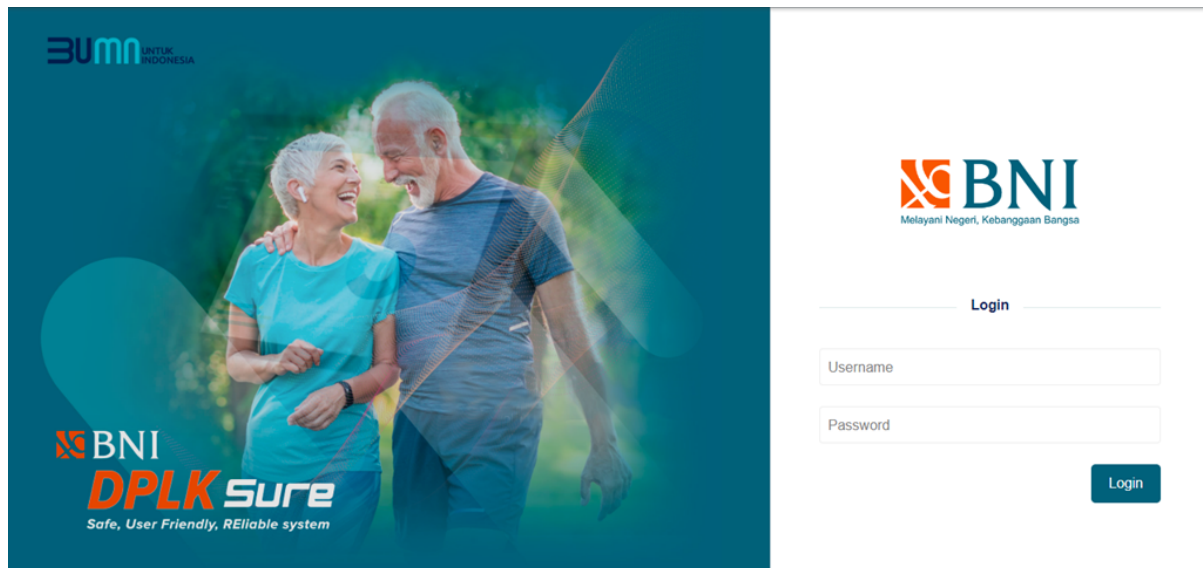 BUMN UNTUK
INDONESIA
BNI
DPLK Sure
Safe, User Friendly, REliable system
BNI
Melayani Negeri, Kebanggaan Bangsa
Login
Username
Password
Login